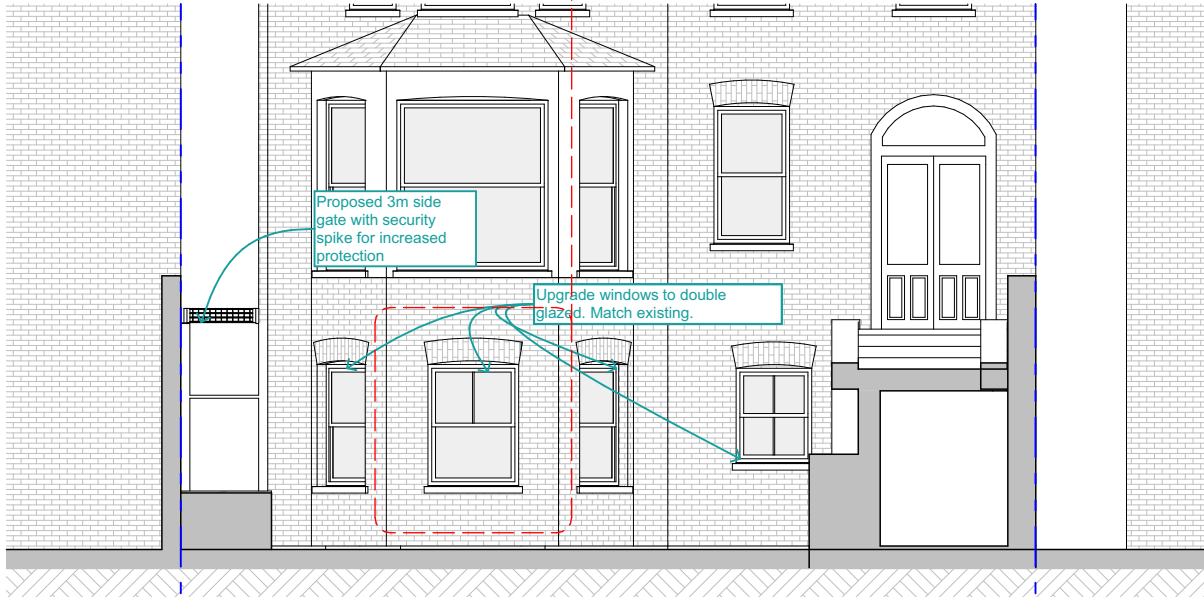 Proposed 3m side
gate with security
spike for increased
protection
Upgrade windows to double
glazed. Match existing.